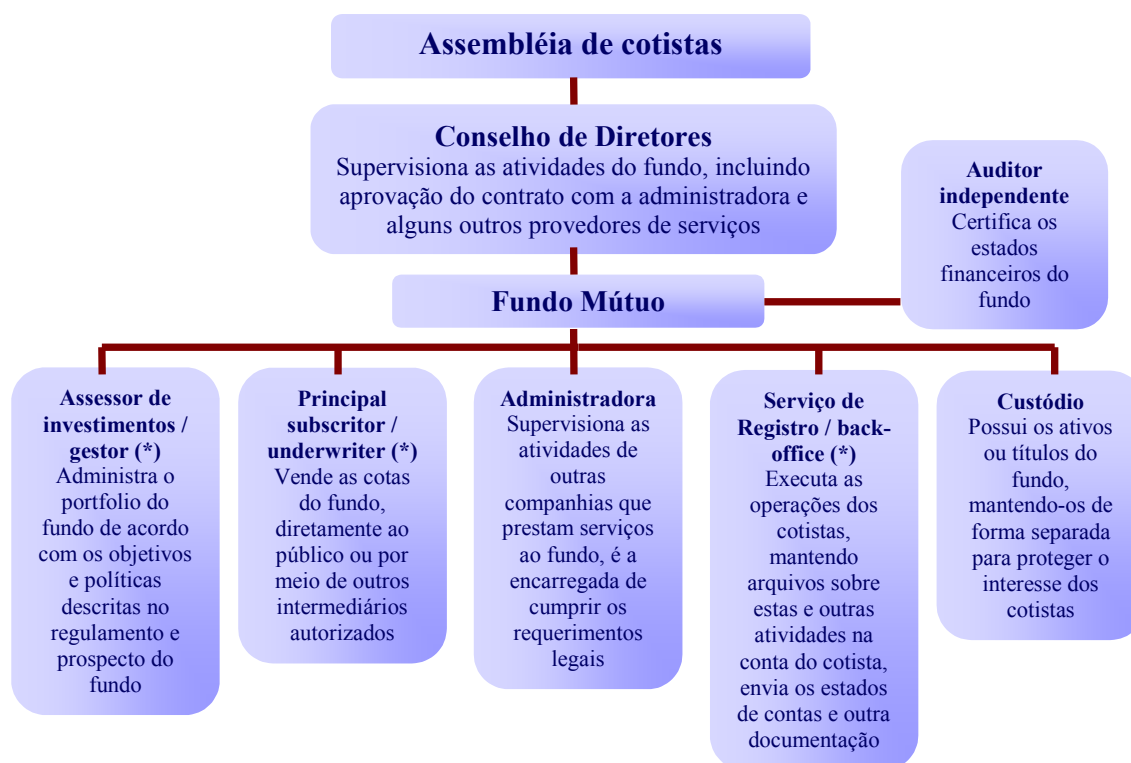 Assembléia de cotistas
Conselho de Diretores
Supervisiona as atividades do fundo, incluindo
aprovação do contrato com a administradora e
alguns outros provedores de serviços
Auditor
independente
Certifica os
estados
financeiros do
fundo
Fundo Mútuo
Assessor de
investimentos /
gestor (*)
Administra o
portfolio do
fundo de acordo
com os objetivos
e políticas
descritas no
regulamento e
prospecto do
fundo
Principal
subscritor /
underwriter (*)
Vende as cotas
do fundo,
diretamente ao
público ou por
meio de outros
intermediários
autorizados
Administradora
Supervisiona as
atividades de
outras
companhias que
prestam serviços
ao fundo, é a
encarregada de
cumprir os
requerimentos
legais
Serviço de
Registro / back-
office (*)
Executa as
operações dos
cotistas,
mantendo
arquivos sobre
estas e outras
atividades na
conta do cotista,
envia os estados
de contas e outra
documentação
Custódio
Possui os ativos
ou títulos do
fundo,
mantendo-os de
forma separada
para proteger o
interesse dos
cotistas